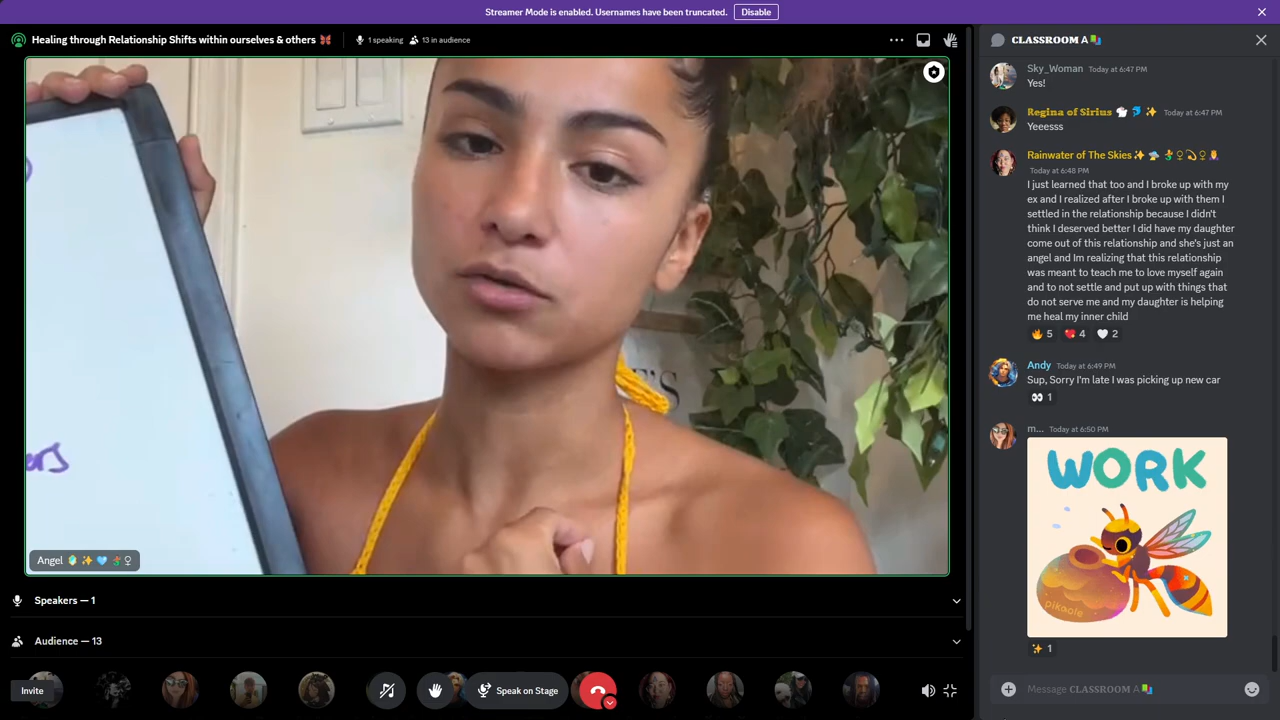 Streamer Mode is enabled. Usernames have been truncated. Disable
Healing through Relationship Shifts within ourselves & others 🦋 1 speaking 13 in audience
Angel
Speakers — 1
Audience — 13
Invite
Speak on Stage
CLASSROOM A
Sky_Woman Today at 6:47 PM
Yes!
Regina of Sirius Today at 6:47 PM
Yeeesss
Rainwater of The Skies
Today at 6:48 PM
I just learned that too and I broke up with my
ex and I realized after I broke up with them I
settled in the relationship because I didn't
think I deserved better I did have my daughter
come out of this relationship and she's just an
angel and Im realizing that this relationship
was meant to teach me to love myself again
and to not settle and put up with things that
do not serve me and my daughter is helping
me heal my inner child
🔥 5 💘 4 🤍 2
Andy Today at 6:49 PM
Sup, Sorry I'm late I was picking up new car
👀 1
m... Today at 6:50 PM
WORK
pikaole
✨ 1
Message CLASSROOM A